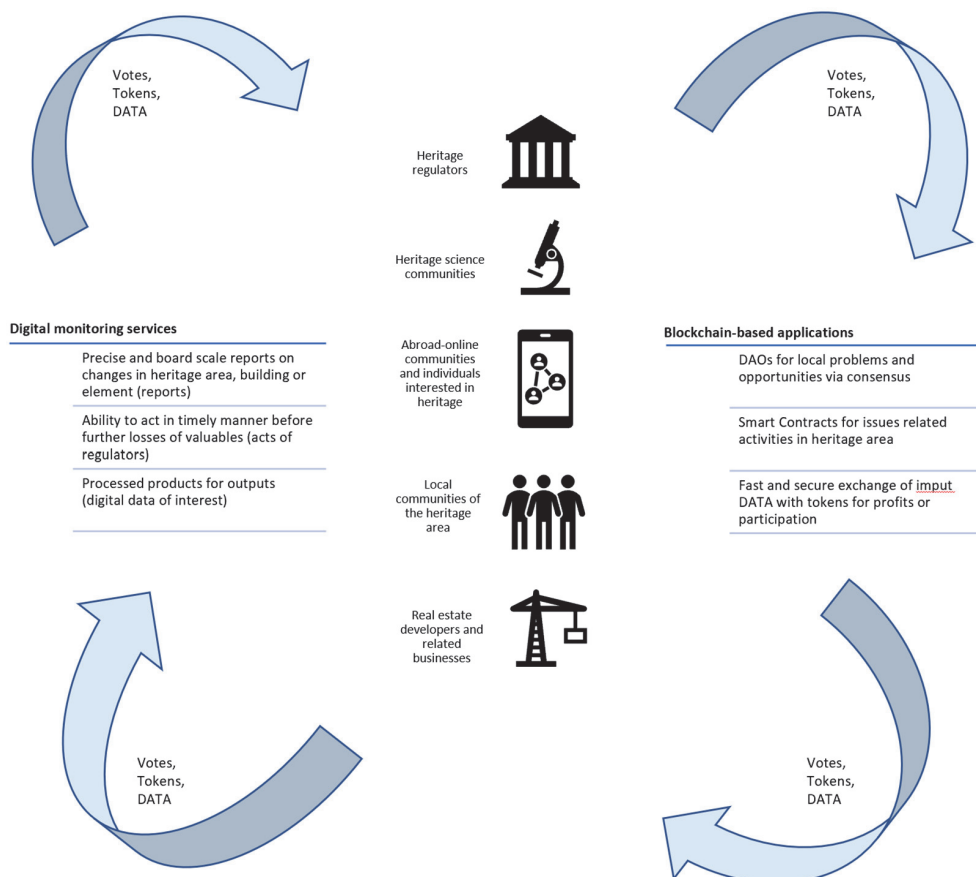 Votes,
Tokens,
DATA
Votes,
Tokens,
DATA
Heritage
regulators
Heritage science
communities
Abroad-online
communities
and individuals
interested in
heritage
Local
communities of
the heritage
area
Real estate
developers and
related
businesses
Digital monitoring services
Precise and board scale reports on
changes in heritage area, building or
element (reports)
Ability to act in timely manner before
further losses of valuables (acts of
regulators)
Processed products for outputs
(digital data of interest)
Blockchain-based applications
DAOs for local problems and
opportunities via consensus
Smart Contracts for issues related
activities in heritage area
Fast and secure exchange of imput
DATA with tokens for profits or
participation
Votes,
Tokens,
DATA
Votes,
Tokens,
DATA